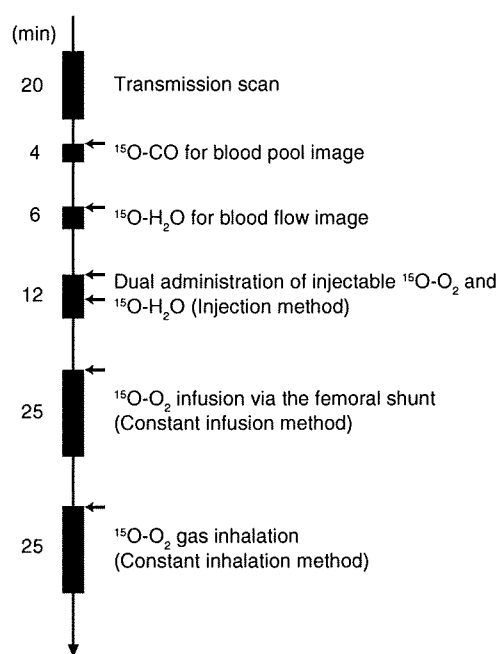 (min)
20 Transmission scan
4 ¹⁵O-CO for blood pool image
6 ¹⁵O-H₂O for blood flow image
12 Dual administration of injectable ¹⁵O-O₂ and
¹⁵O-H₂O (Injection method)
25 ¹⁵O-O₂ infusion via the femoral shunt
(Constant infusion method)
25 ¹⁵O-O₂ gas inhalation
(Constant inhalation method)